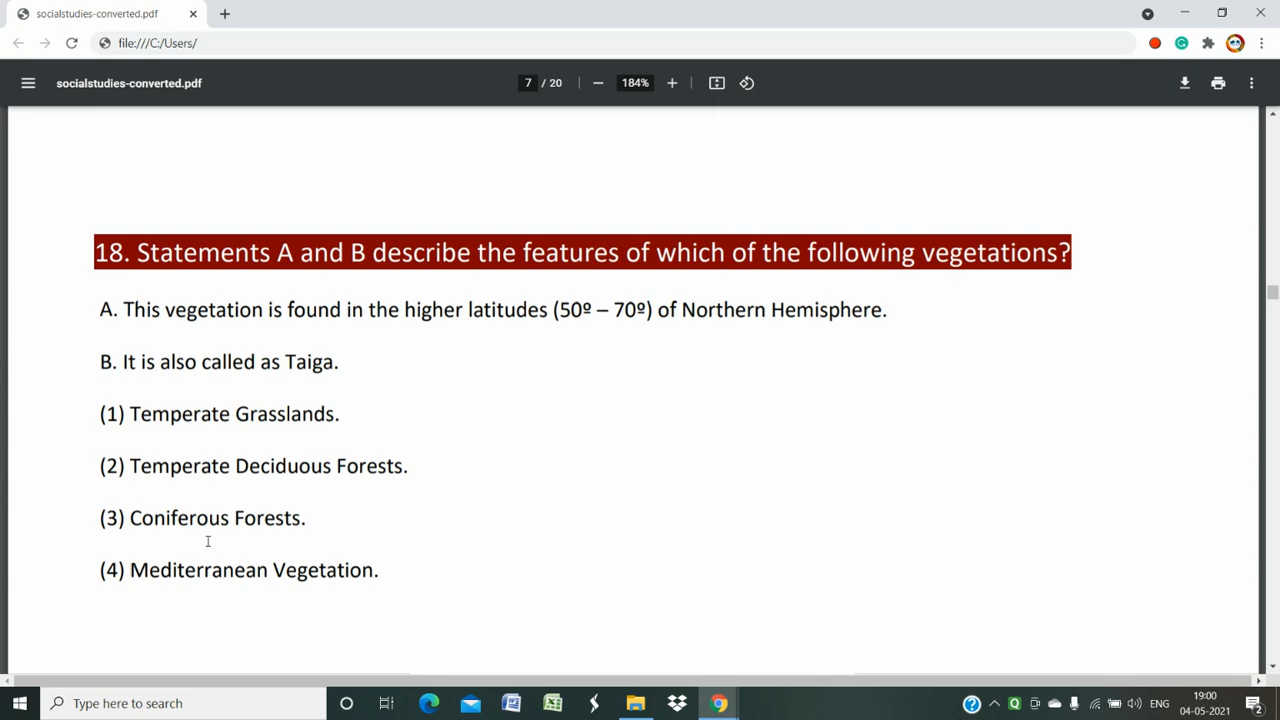 socialstudies-converted.pdf
file:///C:/Users/
socialstudies-converted.pdf
7 / 20
184%
18. Statements A and B describe the features of which of the following vegetations?
A. This vegetation is found in the higher latitudes (50º – 70º) of Northern Hemisphere.
B. It is also called as Taiga.
(1) Temperate Grasslands.
(2) Temperate Deciduous Forests.
(3) Coniferous Forests.
(4) Mediterranean Vegetation.
Type here to search
ENG
19:00
04-05-2021
2